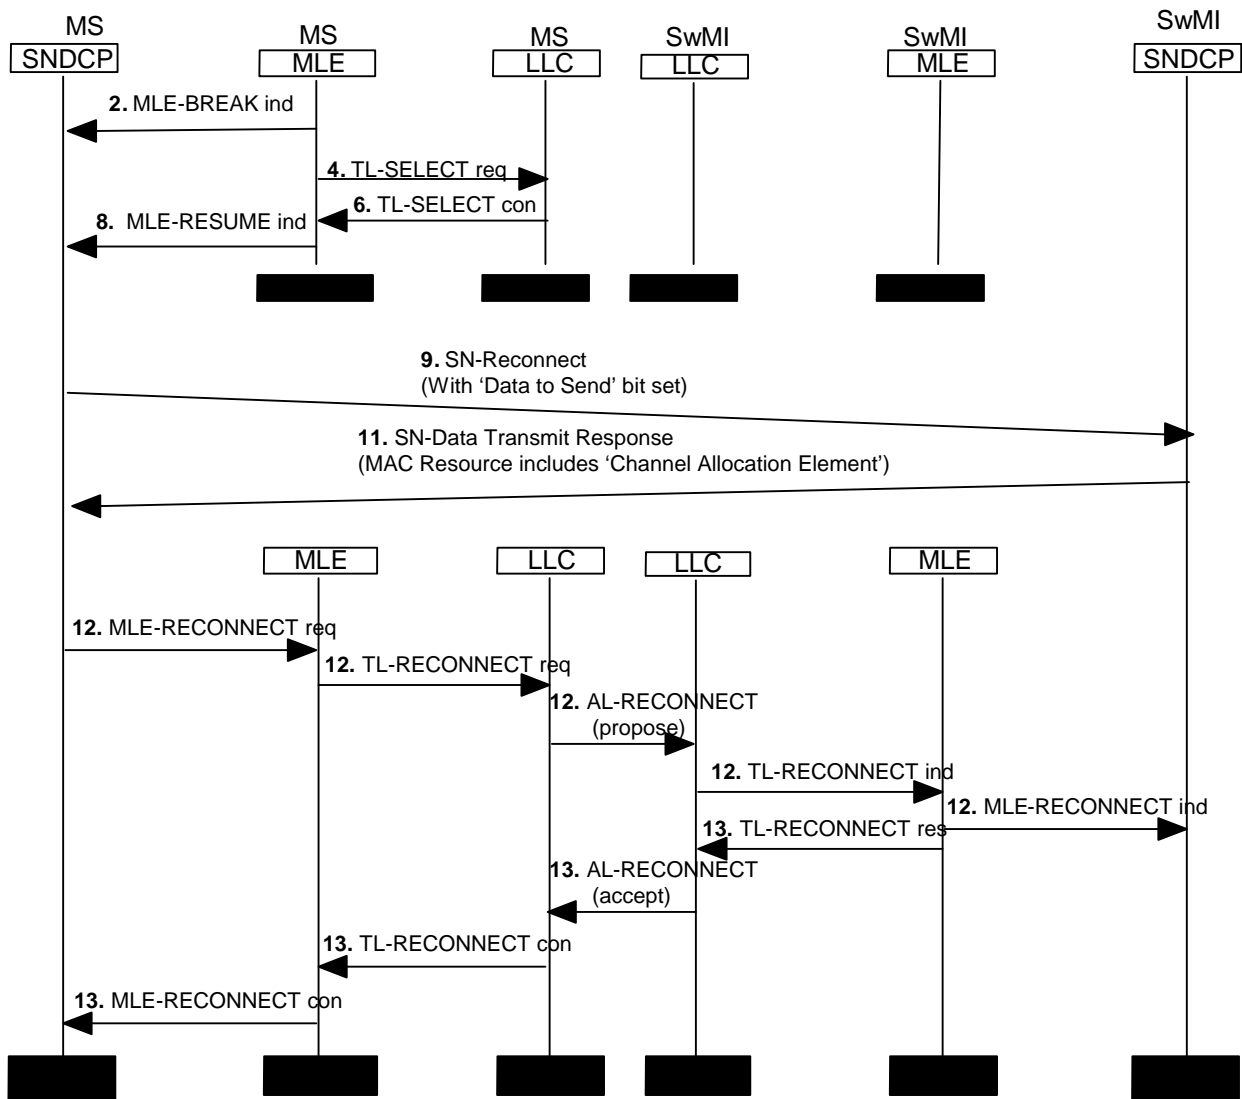 MS
MS
MS
SwMI
SwMI
SwMI
SNDCP
MLE
LLC
LLC
MLE
SNDCP
2. MLE-BREAK ind
4. TL-SELECT req
6. TL-SELECT con
8. MLE-RESUME ind
9. SN-Reconnect
(With ‘Data to Send’ bit set)
11. SN-Data Transmit Response
(MAC Resource includes ‘Channel Allocation Element’)
MLE
LLC
LLC
MLE
12. MLE-RECONNECT req
12. TL-RECONNECT req
12. AL-RECONNECT
(propose)
12. TL-RECONNECT ind
12. MLE-RECONNECT ind
13. TL-RECONNECT res
13. AL-RECONNECT
(accept)
13. TL-RECONNECT con
13. MLE-RECONNECT con